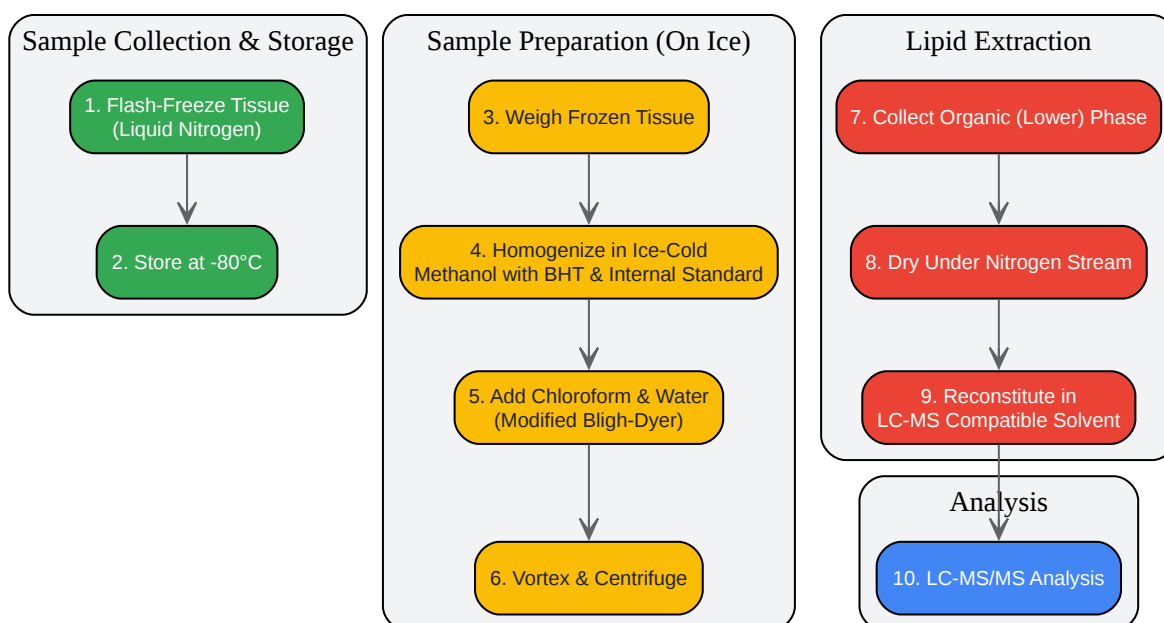 Sample Collection & Storage
1. Flash-Freeze Tissue
(Liquid Nitrogen)
2. Store at -80°C
Sample Preparation (On Ice)
3. Weigh Frozen Tissue
4. Homogenize in Ice-Cold
Methanol with BHT & Internal Standard
5. Add Chloroform & Water
(Modified Bligh-Dyer)
6. Vortex & Centrifuge
Lipid Extraction
7. Collect Organic (Lower) Phase
8. Dry Under Nitrogen Stream
9. Reconstitute in
LC-MS Compatible Solvent
Analysis
10. LC-MS/MS Analysis